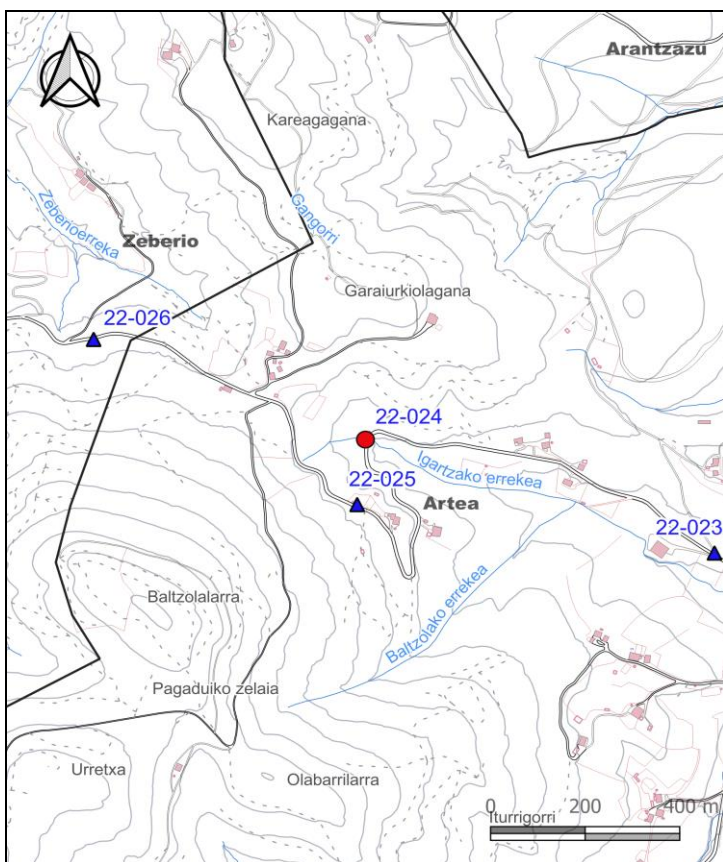 Arantzazu
Kareagagana
Zeberioerreka
Gangorri
Zeberio
Garaiurkiolagana
22-026
22-024
Igartzako errekea
22-025
Artea
22-023
Baltzolalarra
Baltzolako errekea
Pagaduiko zelaia
Urretxa
Olabarrilarra
0 200 400 m
Iturrigorri